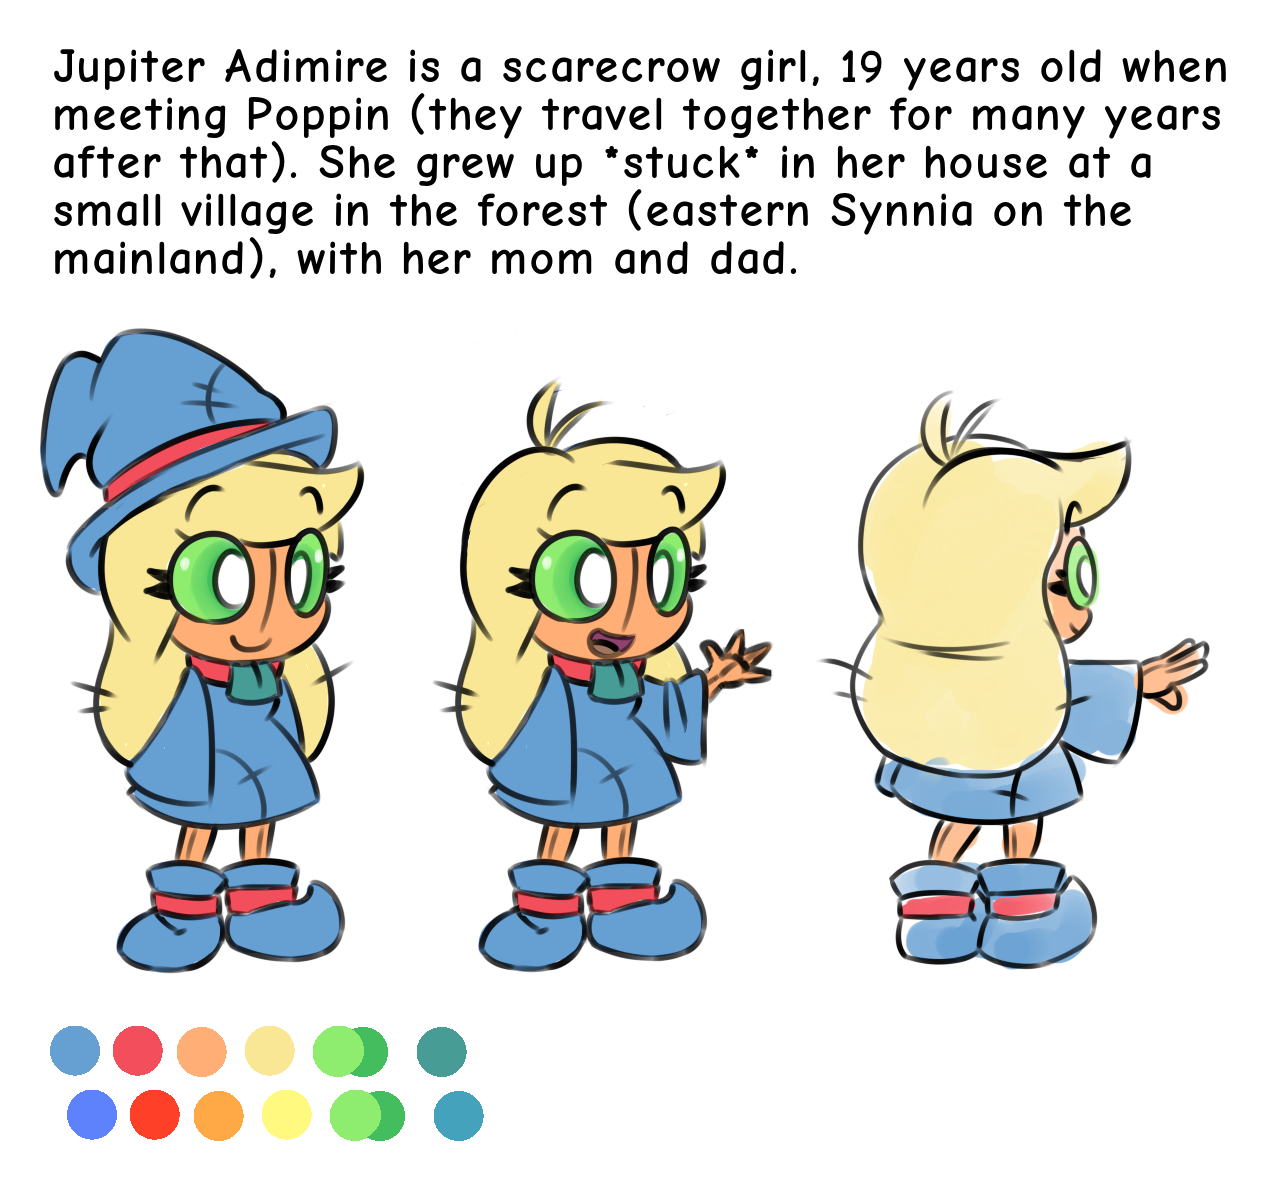 Jupiter Adimire is a scarecrow girl, 19 years old when
meeting Poppin (they travel together for many years
after that). She grew up *stuck* in her house at a
small village in the forest (eastern Synnia on the
mainland), with her mom and dad.